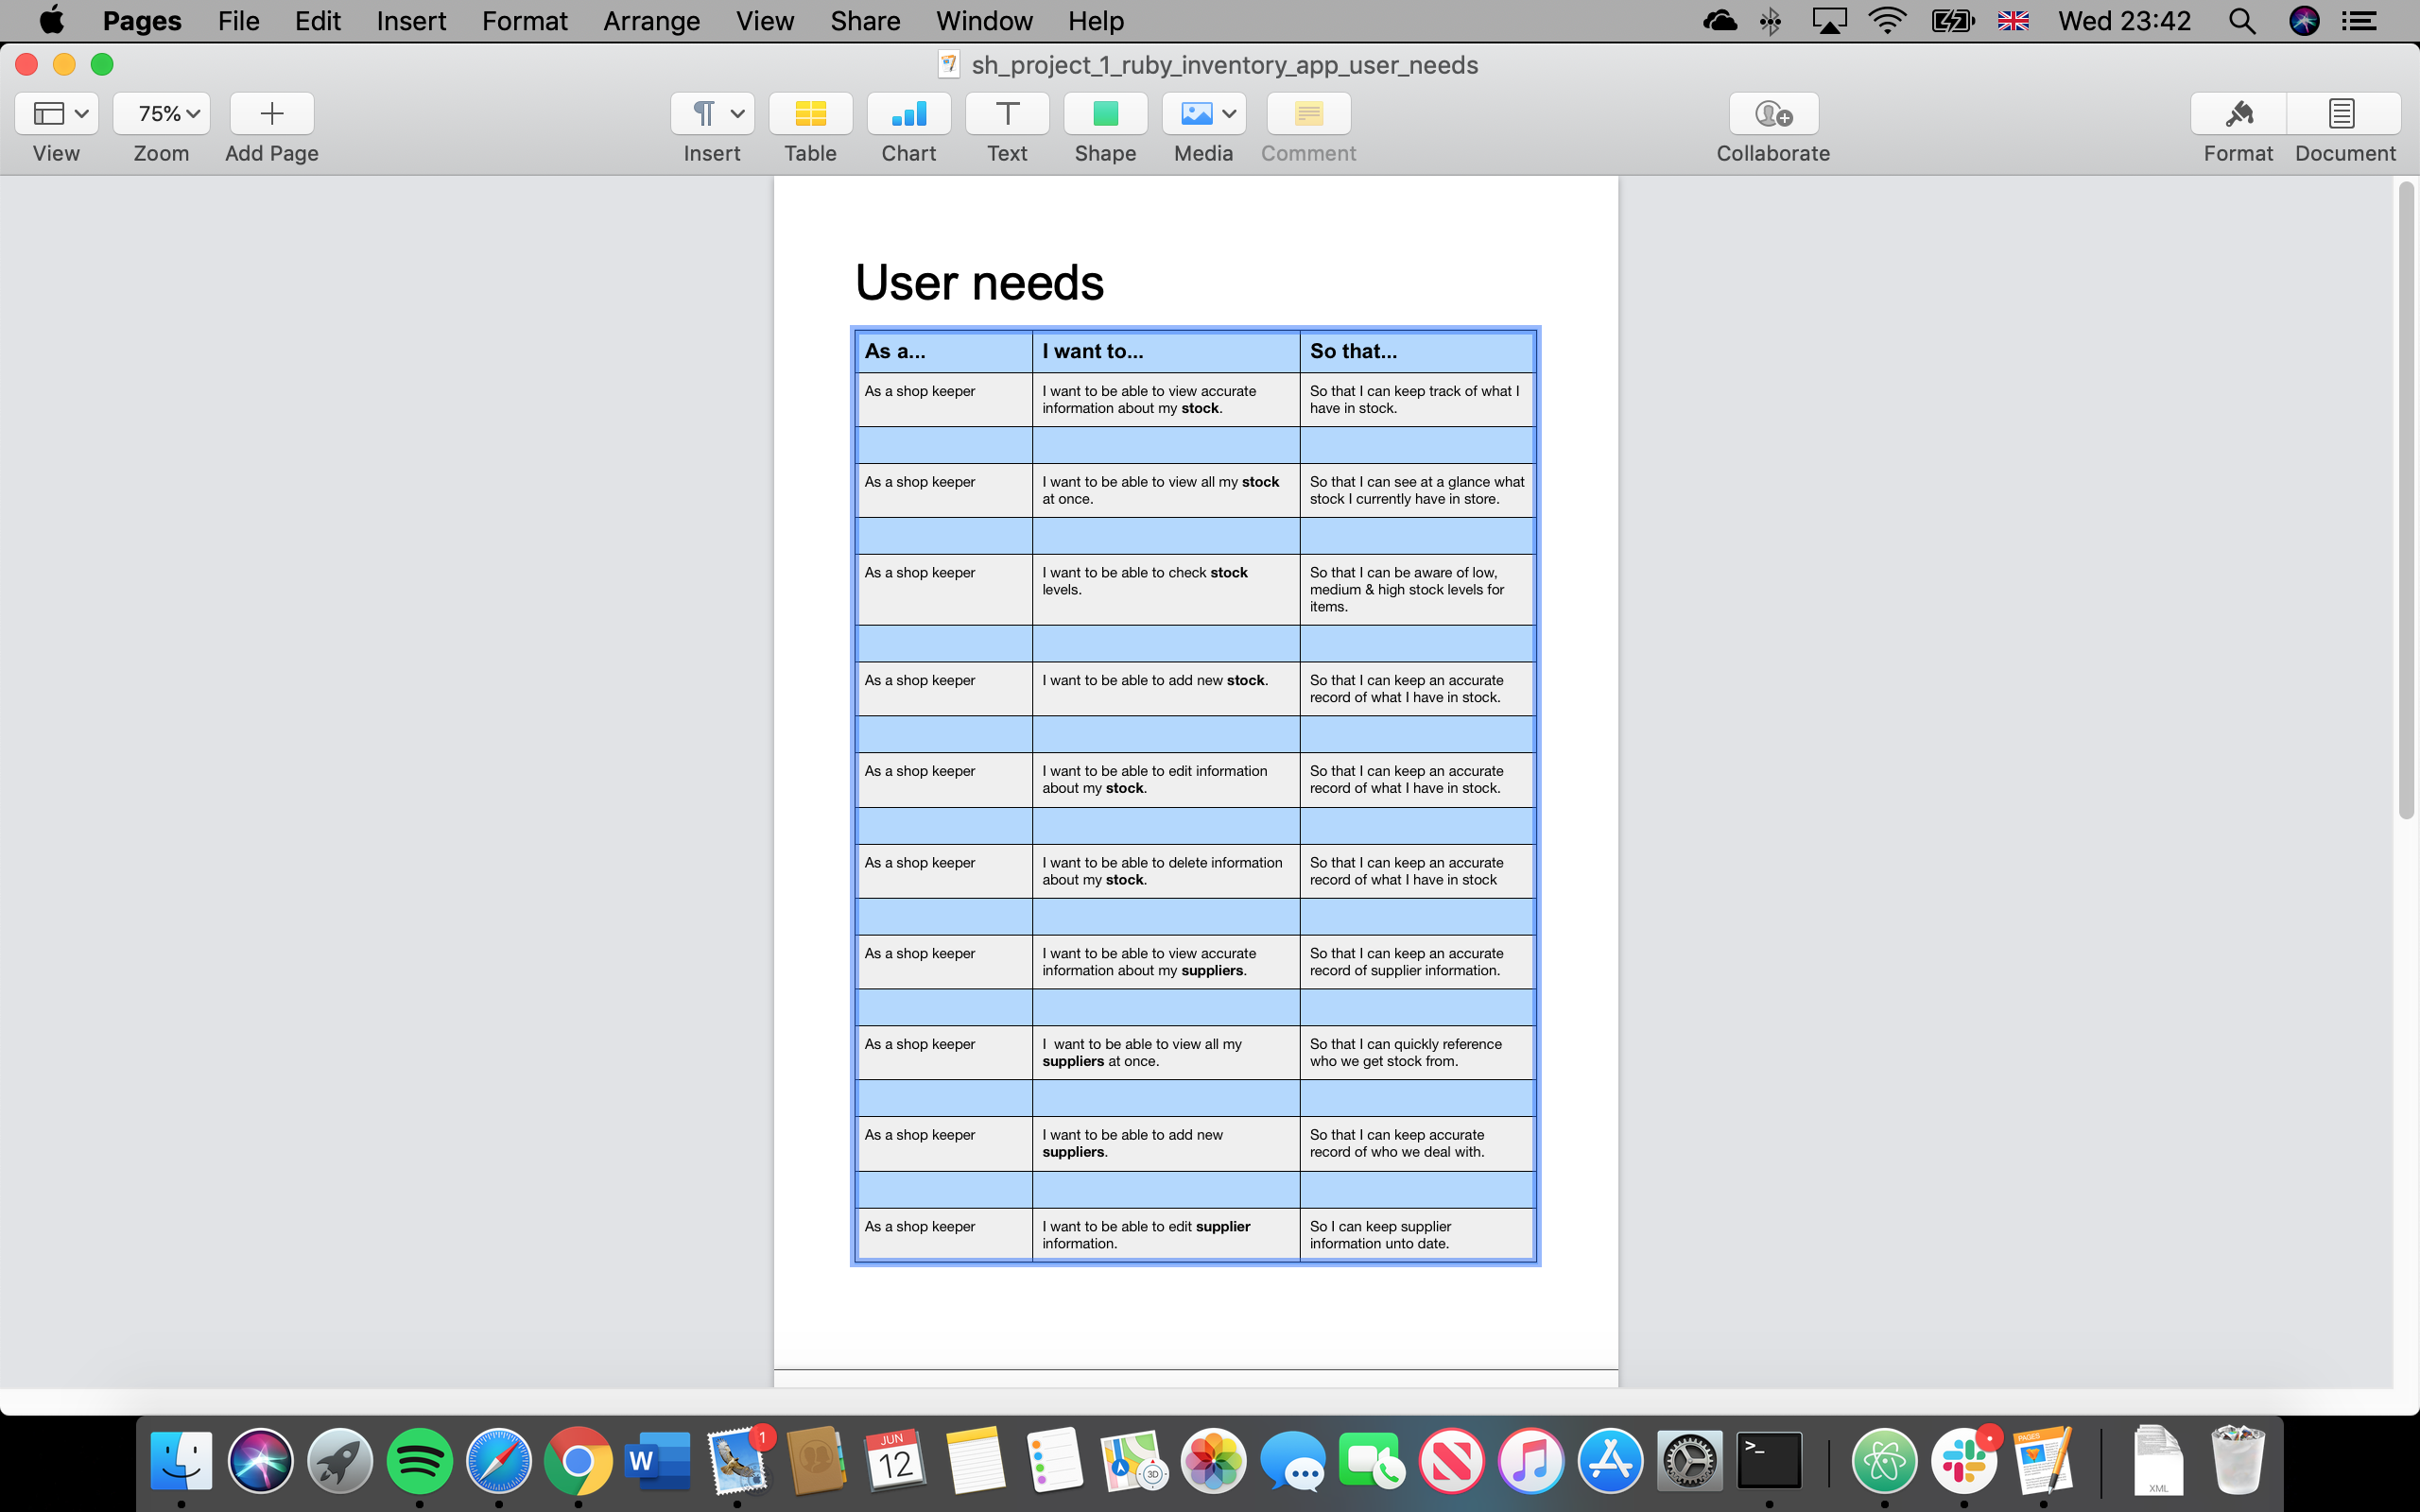 Pages File Edit Insert Format Arrange View Share Window Help Wed 23:42
sh_project_1_ruby_inventory_app_user_needs
75%
View Zoom Add Page Insert Table Chart Text Shape Media Comment Collaborate Format Document
User needs
As a... I want to... So that...
As a shop keeper I want to be able to view accurate So that I can keep track of what I
information about my stock. have in stock.
As a shop keeper I want to be able to view all my stock So that I can see at a glance what
at once. stock I currently have in store.
As a shop keeper I want to be able to check stock So that I can be aware of low,
levels. medium & high stock levels for
items.
As a shop keeper I want to be able to add new stock. So that I can keep an accurate
record of what I have in stock.
As a shop keeper I want to be able to edit information So that I can keep an accurate
about my stock. record of what I have in stock.
As a shop keeper I want to be able to delete information So that I can keep an accurate
about my stock. record of what I have in stock
As a shop keeper I want to be able to view accurate So that I can keep an accurate
information about my suppliers. record of supplier information.
As a shop keeper I  want to be able to view all my So that I can quickly reference
suppliers at once. who we get stock from.
As a shop keeper I want to be able to add new So that I can keep accurate
suppliers. record of who we deal with.
As a shop keeper I want to be able to edit supplier So I can keep supplier
information. information unto date.
W 1 JUN 12 3D >_ PAGES XML